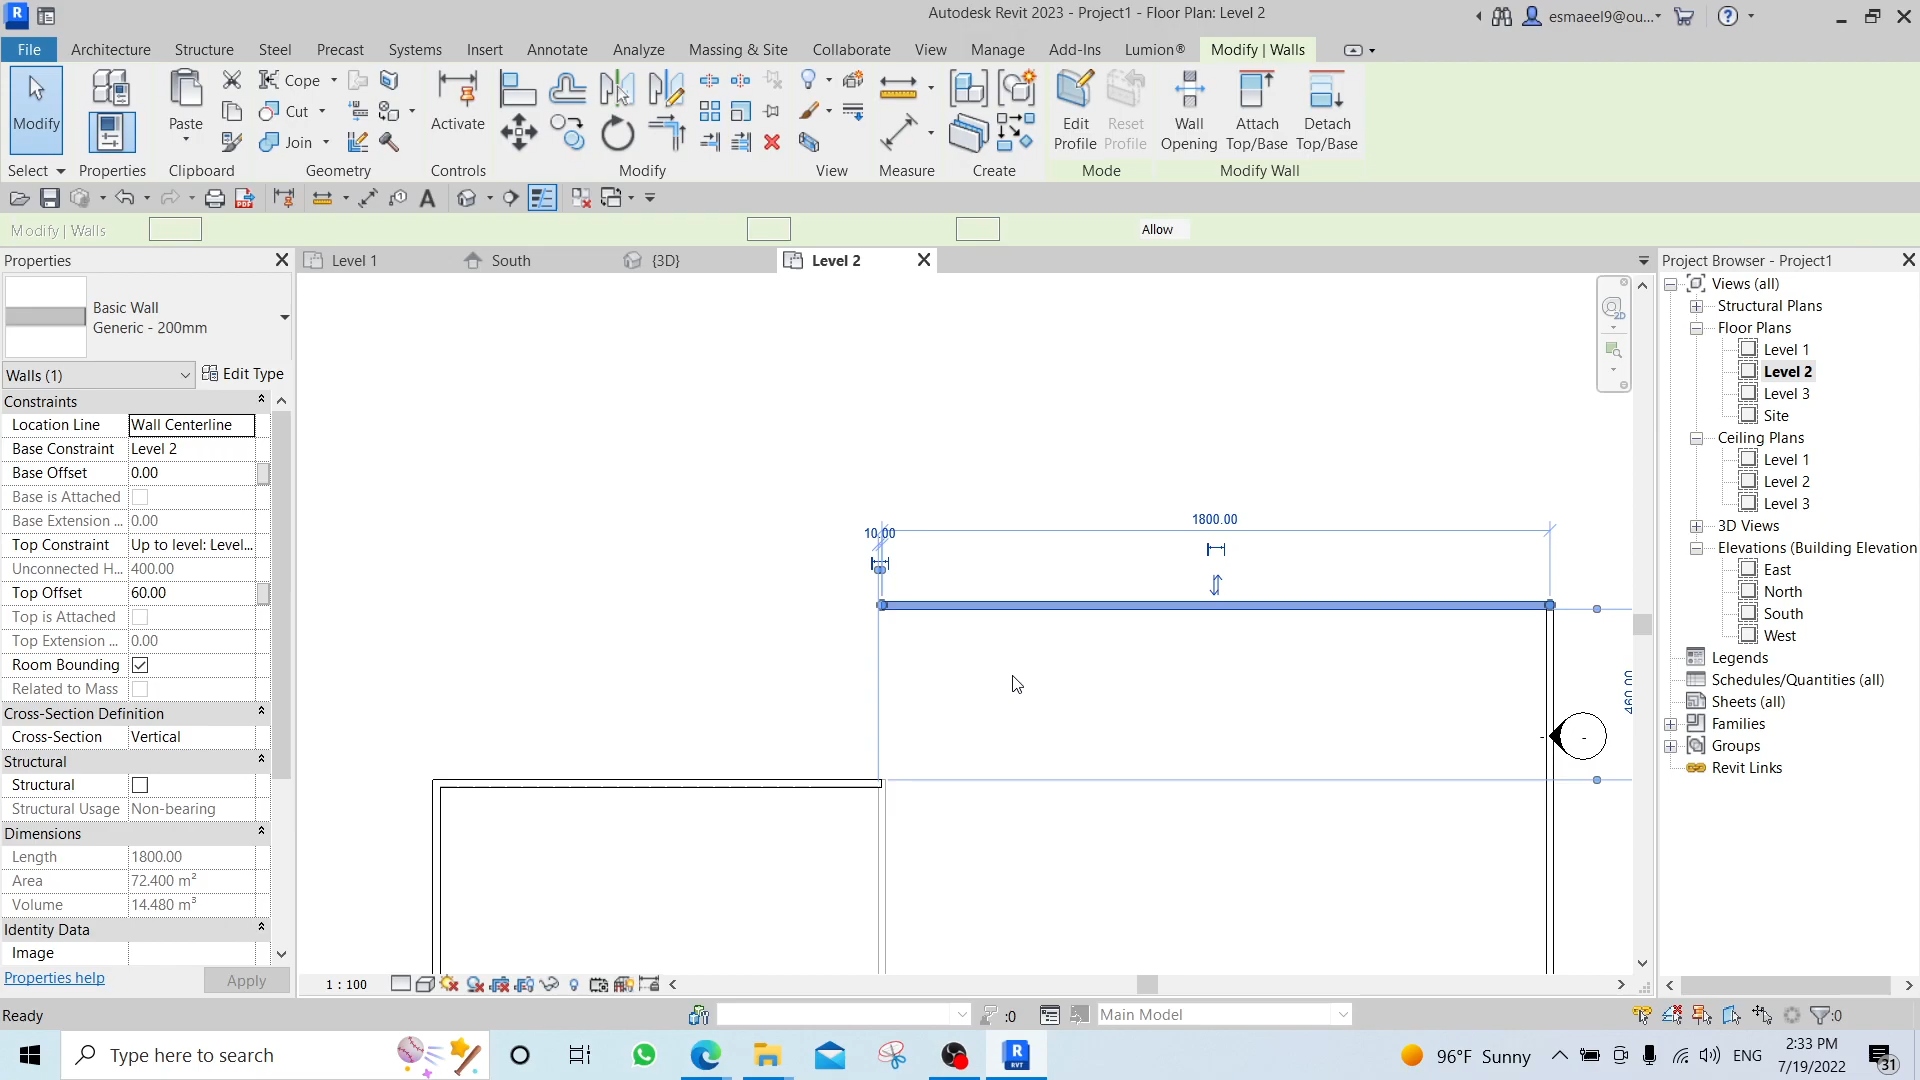 Autodesk Revit 2023 - Project1 - Floor Plan: Level 2
esmaeel9@ou...
File Architecture Structure Steel Precast Systems Insert Annotate Analyze Massing & Site Collaborate View Manage Add-Ins Lumion® Modify | Walls
Modify
Paste
Cope
Cut
Join
Activate
Edit Profile
Reset Profile
Wall Opening
Attach Top/Base
Detach Top/Base
Select Properties Clipboard Geometry Controls Modify View Measure Create Mode Modify Wall
Modify | Walls
Allow
Properties
Level 1
South
{3D}
Level 2
Project Browser - Project1
Basic Wall
Generic - 200mm
Walls (1)
Edit Type
Constraints
Location Line Wall Centerline
Base Constraint Level 2
Base Offset 0.00
Base is Attached
Base Extension ... 0.00
Top Constraint Up to level: Level...
Unconnected H... 400.00
Top Offset 60.00
Top is Attached
Top Extension ... 0.00
Room Bounding
Related to Mass
Cross-Section Definition
Cross-Section Vertical
Structural
Structural
Structural Usage Non-bearing
Dimensions
Length 1800.00
Area 72.400 m²
Volume 14.480 m³
Identity Data
Image
Properties help
Apply
10.00
1800.00
460.00
2D
Views (all)
Structural Plans
Floor Plans
Level 1
Level 2
Level 3
Site
Ceiling Plans
Level 1
Level 2
Level 3
3D Views
Elevations (Building Elevation
East
North
South
West
Legends
Schedules/Quantities (all)
Sheets (all)
Families
Groups
Revit Links
1 : 100
Ready
:0
Main Model
:0
Type here to search
96°F Sunny
ENG
2:33 PM
7/19/2022
31